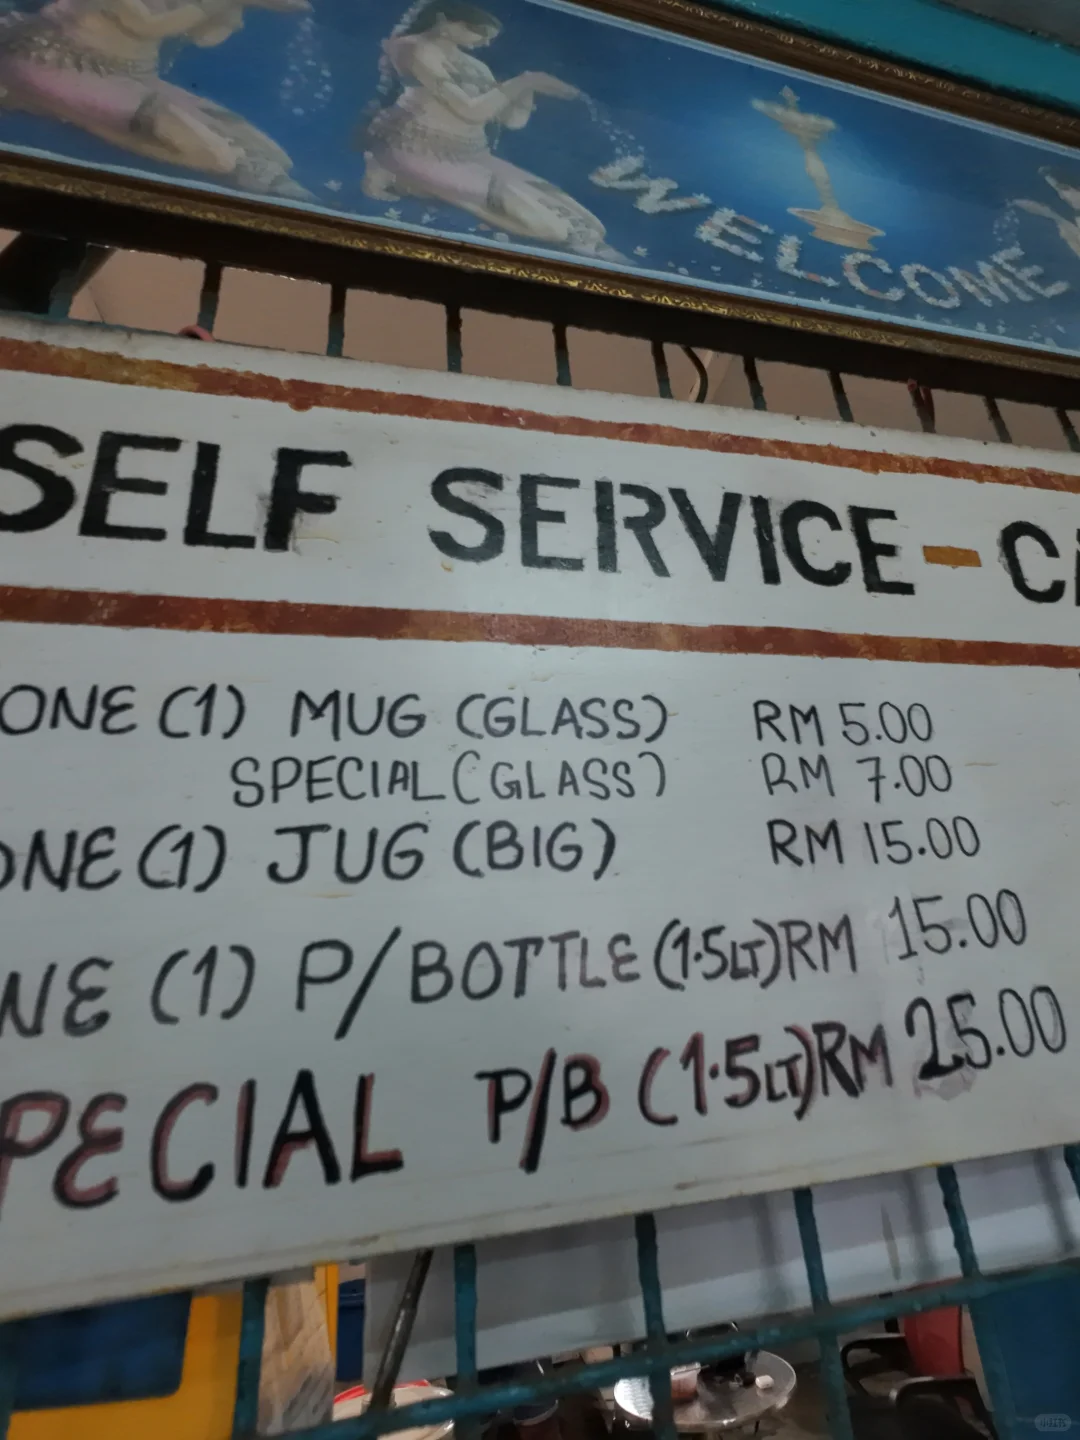 WELCOME
SELF SERVICE - C
ONE (1) MUG (GLASS) RM 5.00
SPECIAL (GLASS) RM 7.00
ONE (1) JUG (BIG) RM 15.00
NE (1) P/BOTTLE (1.5LT) RM 15.00
PECIAL P/B (1.5LT) RM 25.00